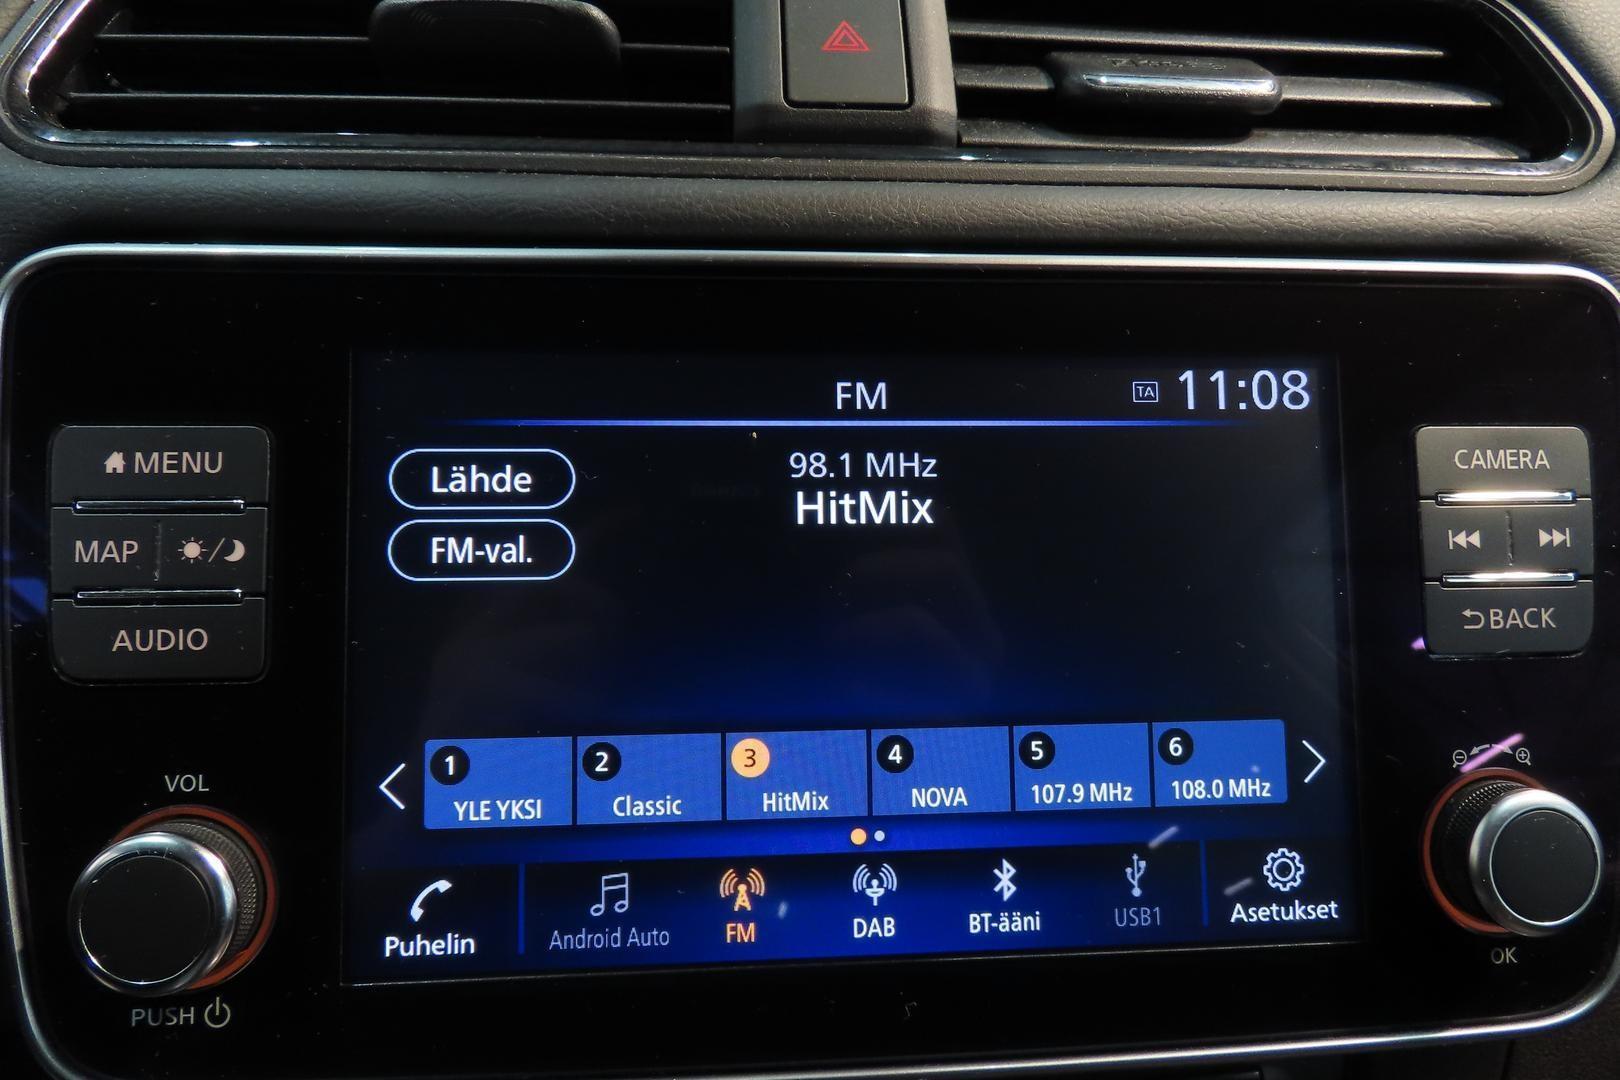 FM
TA 11:08
MENU
MAP
AUDIO
Lähde
FM-val.
98.1 MHz
HitMix
CAMERA
BACK
1 YLE YKSI
2 Classic
3 HitMix
4 NOVA
5 107.9 MHz
6 108.0 MHz
VOL
PUSH
Puhelin
Android Auto
FM
DAB
BT-ääni
USB1
Asetukset
OK